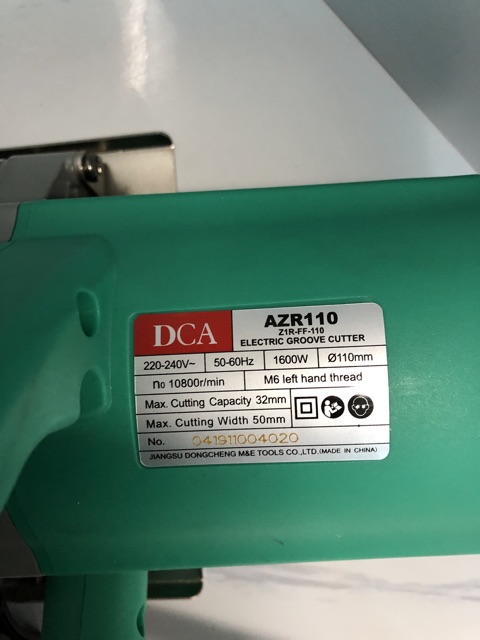 DCA
AZR110
Z1R-FF-110
ELECTRIC GROOVE CUTTER
220-240V~ 50-60Hz 1600W Ø110mm
n₀ 10800r/min M6 left hand thread
Max. Cutting Capacity 32mm
Max. Cutting Width 50mm
No. 041911004020
JIANGSU DONGCHENG M&E TOOLS CO.,LTD.(MADE IN CHINA)